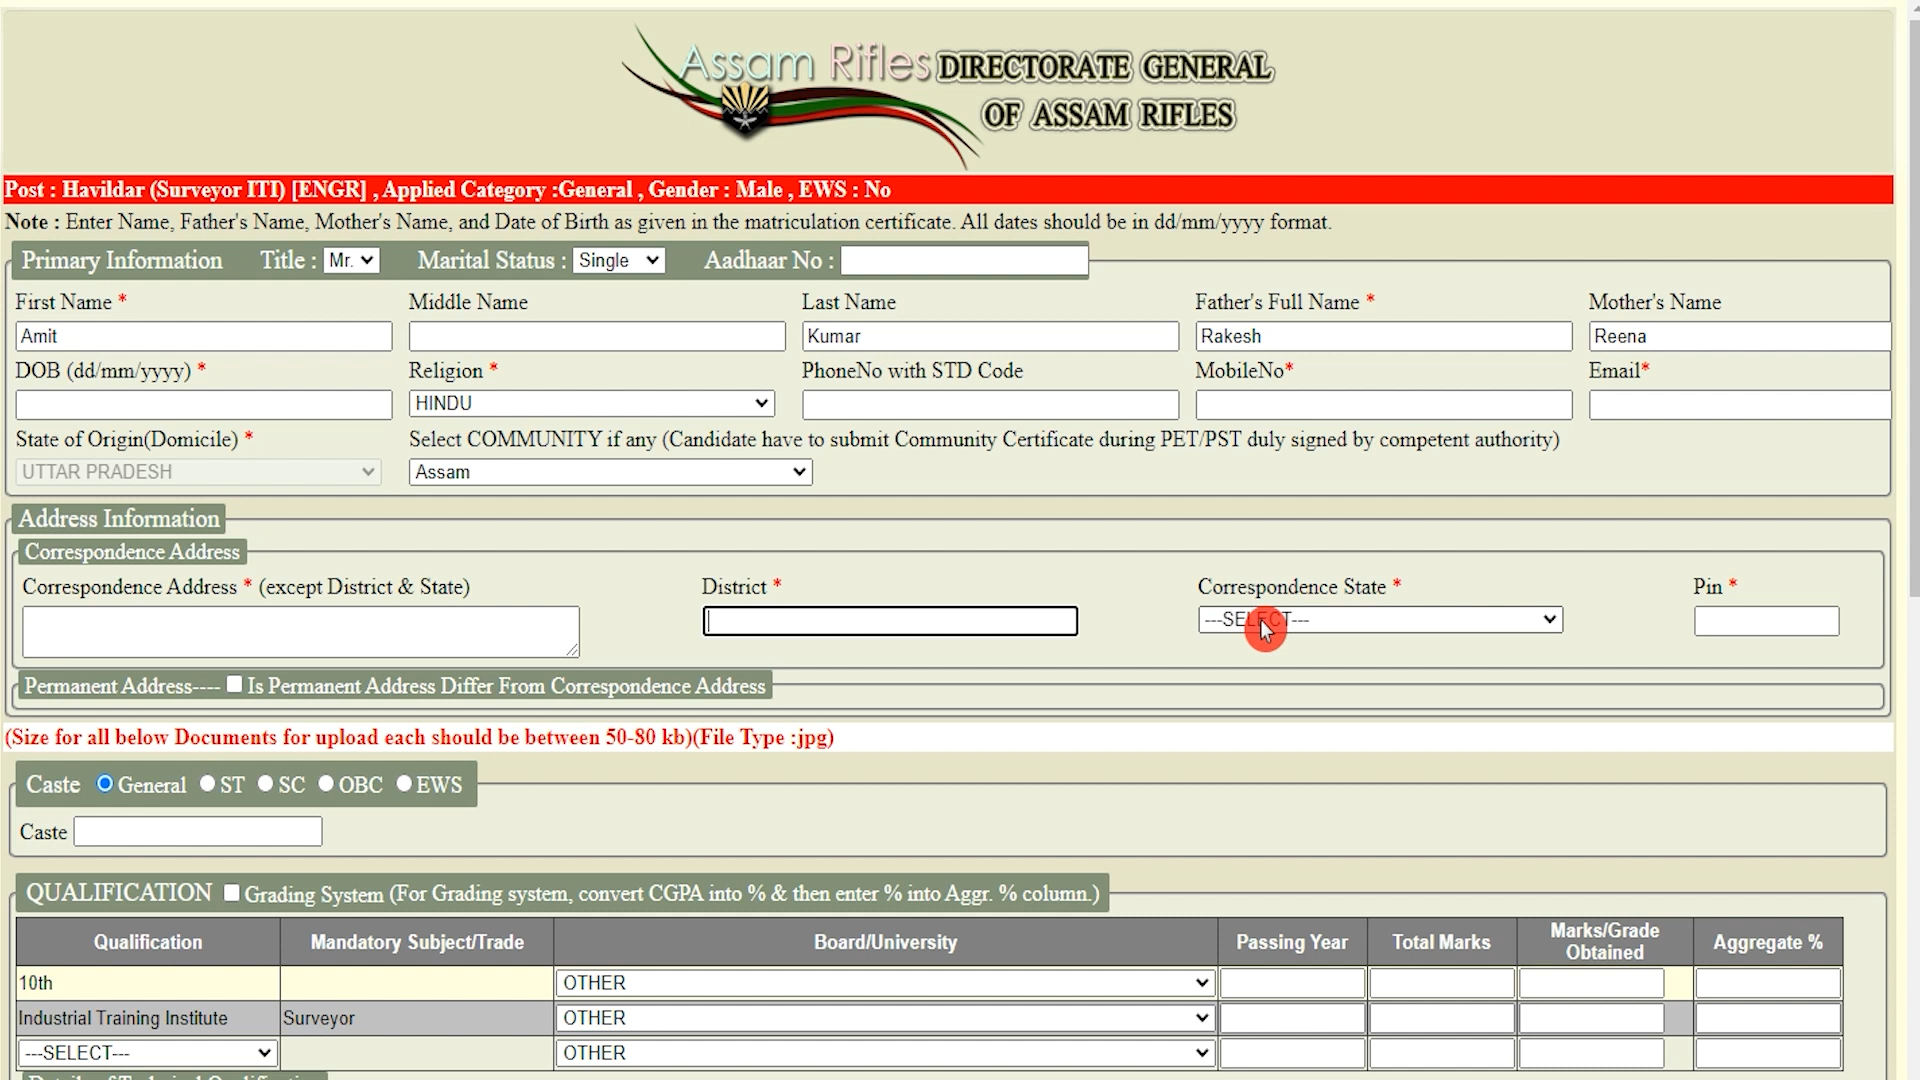 Assam Rifles DIRECTORATE GENERAL
OF ASSAM RIFLES
Post : Havildar (Surveyor ITI) [ENGR] , Applied Category :General , Gender : Male , EWS : No
Note : Enter Name, Father's Name, Mother's Name, and Date of Birth as given in the matriculation certificate. All dates should be in dd/mm/yyyy format.
Primary Information Title : Mr. Marital Status : Single Aadhaar No :
First Name * Middle Name Last Name Father's Full Name * Mother's Name
Amit Kumar Rakesh Reena
DOB (dd/mm/yyyy) * Religion * PhoneNo with STD Code MobileNo* Email*
HINDU
State of Origin(Domicile) * Select COMMUNITY if any (Candidate have to submit Community Certificate during PET/PST duly signed by competent authority)
UTTAR PRADESH Assam
Address Information
Correspondence Address
Correspondence Address * (except District & State) District * Correspondence State * Pin *
---SELECT---
Permanent Address---- Is Permanent Address Differ From Correspondence Address
(Size for all below Documents for upload each should be between 50-80 kb)(File Type :jpg)
Caste General ST SC OBC EWS
Caste
QUALIFICATION Grading System (For Grading system, convert CGPA into % & then enter % into Aggr. % column.)
Qualification Mandatory Subject/Trade Board/University Passing Year Total Marks Marks/Grade Obtained Aggregate %
10th OTHER
Industrial Training Institute Surveyor OTHER
---SELECT--- OTHER